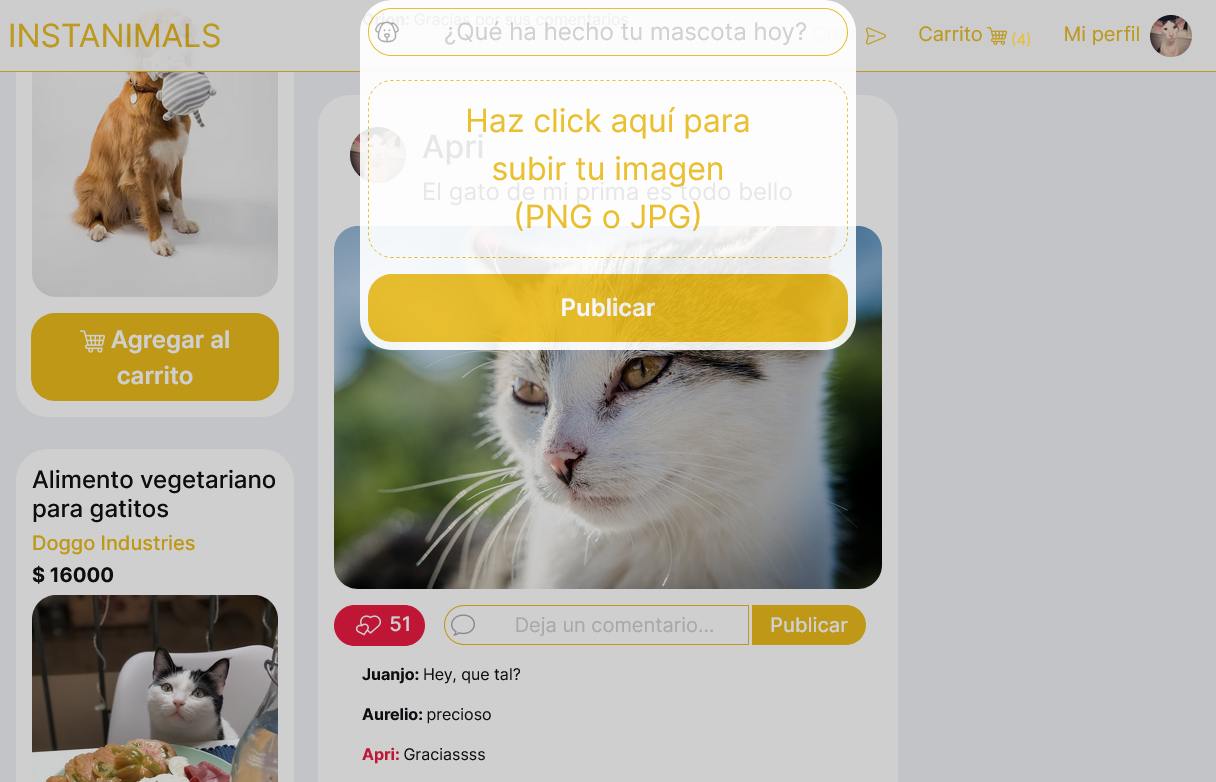 INSTANIMALS
Orion: Gracias por sus comentarios
¿Qué ha hecho tu mascota hoy?
Carrito (4)
Mi perfil
Haz click aquí para
subir tu imagen
(PNG o JPG)
Publicar
Apri
El gato de mi prima es todo bello
Agregar al
carrito
Alimento vegetariano
para gatitos
Doggo Industries
$ 16000
51
Deja un comentario...
Publicar
Juanjo: Hey, que tal?
Aurelio: precioso
Apri: Graciassss